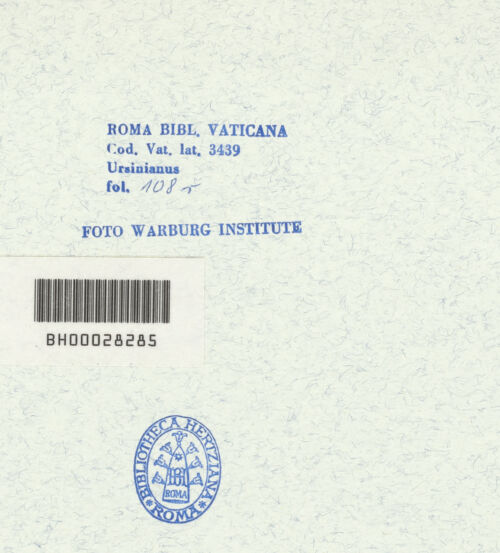 ROMA BIBL. VATICANA
Cod. Vat. lat. 3439
Ursinianus
fol. 108 r
FOTO WARBURG INSTITUTE
BH00028285
BIBLIOTHECA HERTZIANA
ROMA
ROMA